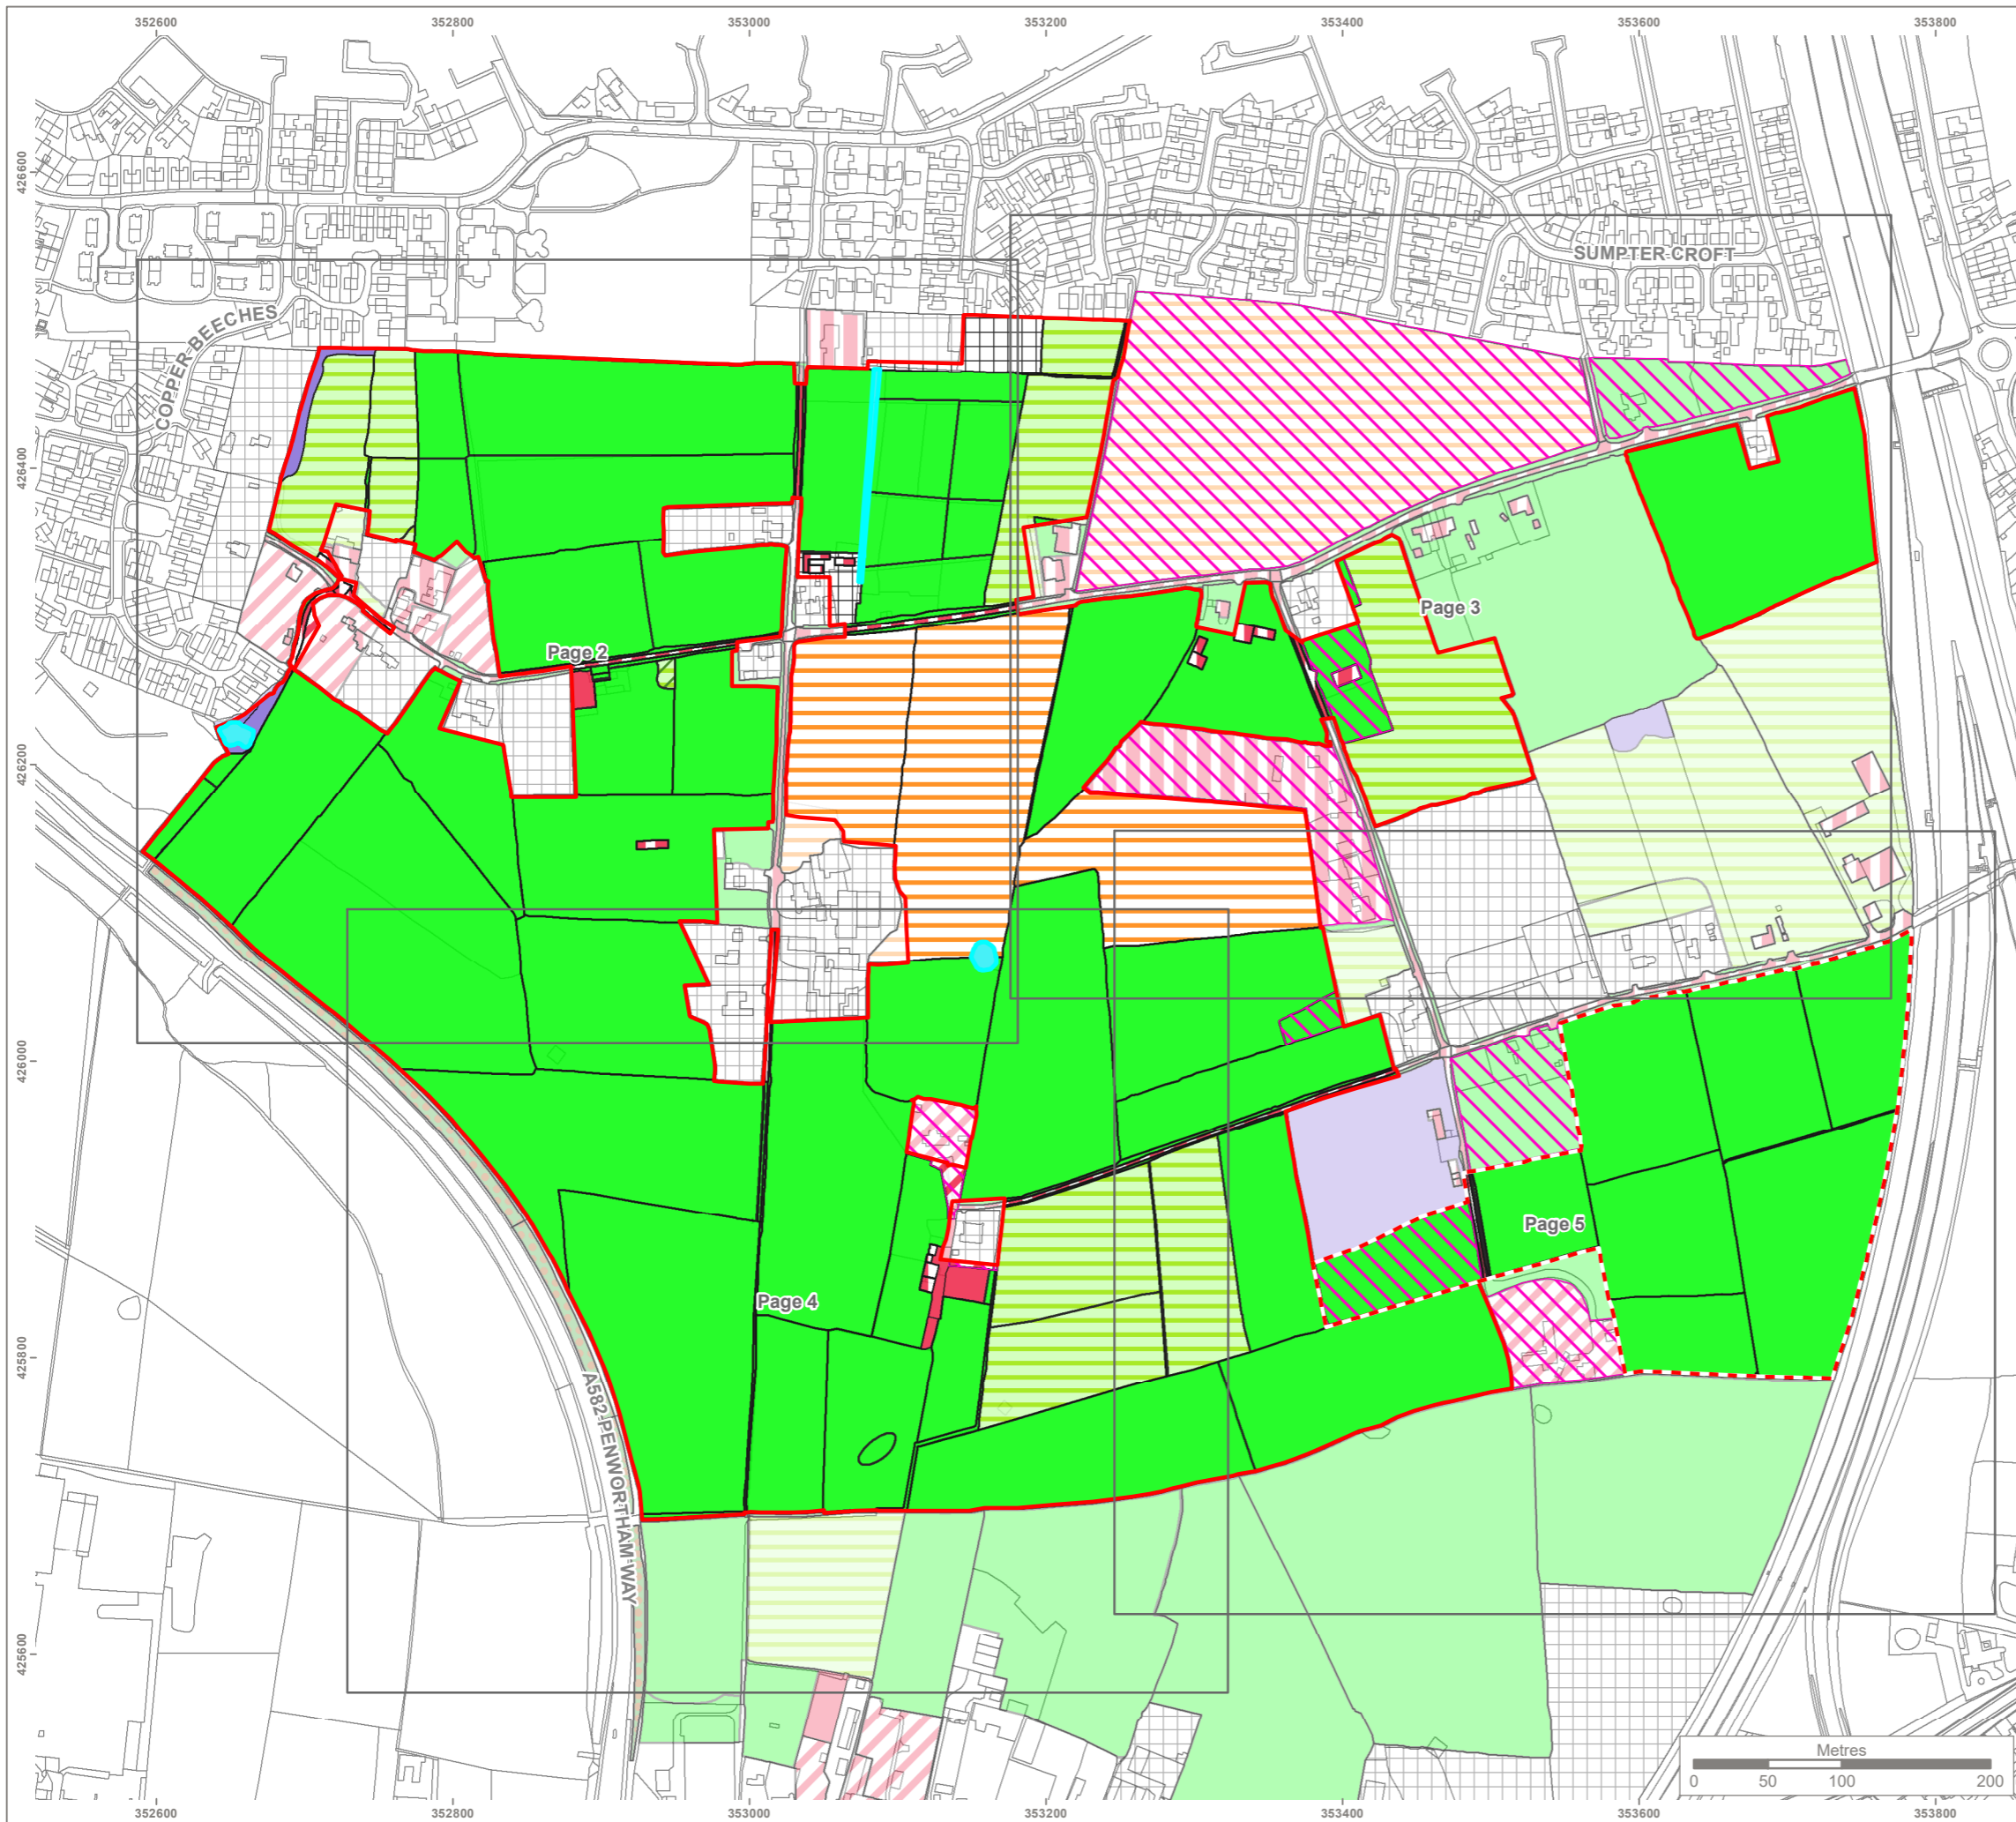 352600
352800
353000
353200
353400
353600
353800
426600
426400
426200
426000
425800
425600
SUMPTER CROFT
COPPER BEECHES
Page 3
Page 2
Page 5
Page 4
A582 PENWORTHAM WAY
Metres
0 50 100 200
352600
352800
353000
353200
353400
353600
353800